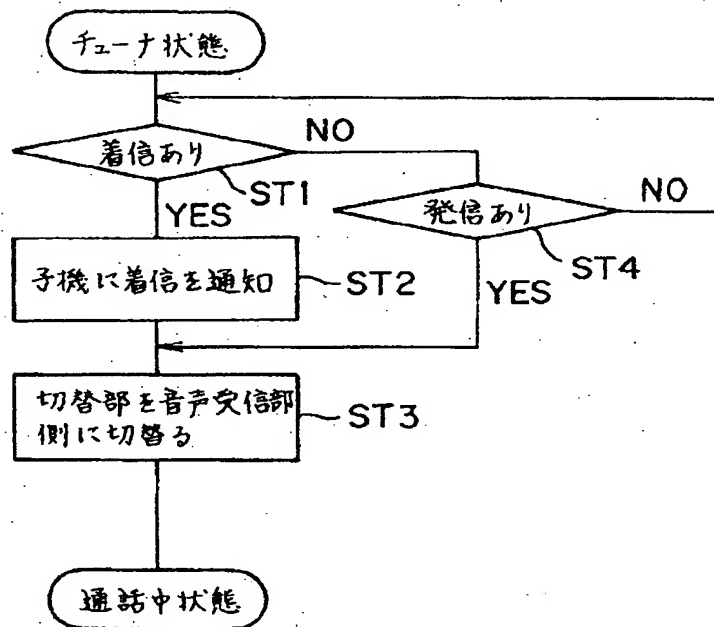 チューナ状態
着信あり
NO
ST1
YES
発信あり
NO
ST4
YES
子機に着信を通知
ST2
切替部を音声受信部
側に切替る
ST3
通話中状態